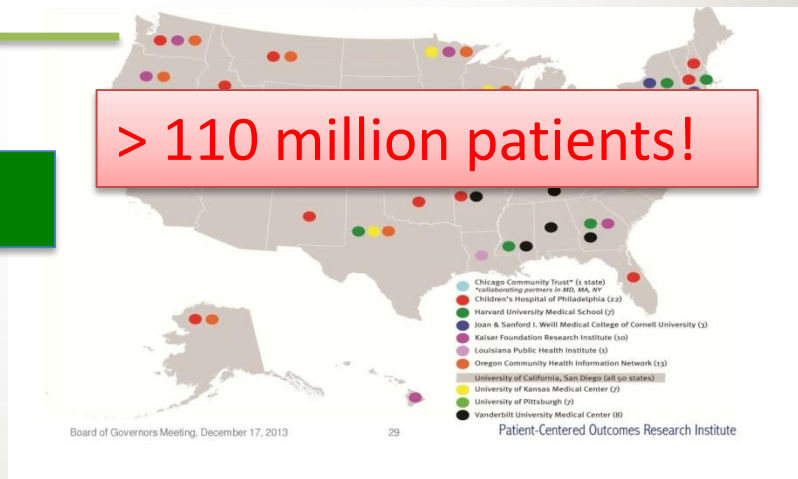 > 110 million patients!
Chicago Community Trust* (1 state)
*collaborating partners in MD, MA, NY
Children's Hospital of Philadelphia (22)
Harvard University Medical School (7)
Joan & Sanford I. Weill Medical College of Cornell University (3)
Kaiser Foundation Research Institute (10)
Louisiana Public Health Institute (1)
Oregon Community Health Information Network (13)
University of California, San Diego (all 50 states)
University of Kansas Medical Center (7)
University of Pittsburgh (7)
Vanderbilt University Medical Center (8)
Board of Governors Meeting, December 17, 2013
29
Patient-Centered Outcomes Research Institute